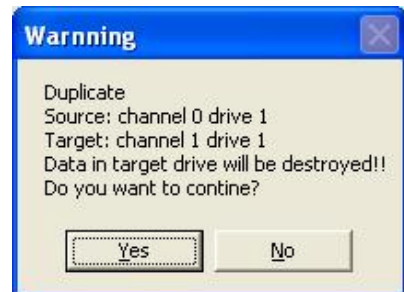 Warnning
Duplicate
Source: channel 0 drive 1
Target: channel 1 drive 1
Data in target drive will be destroyed!!
Do you want to contine?
Yes
No